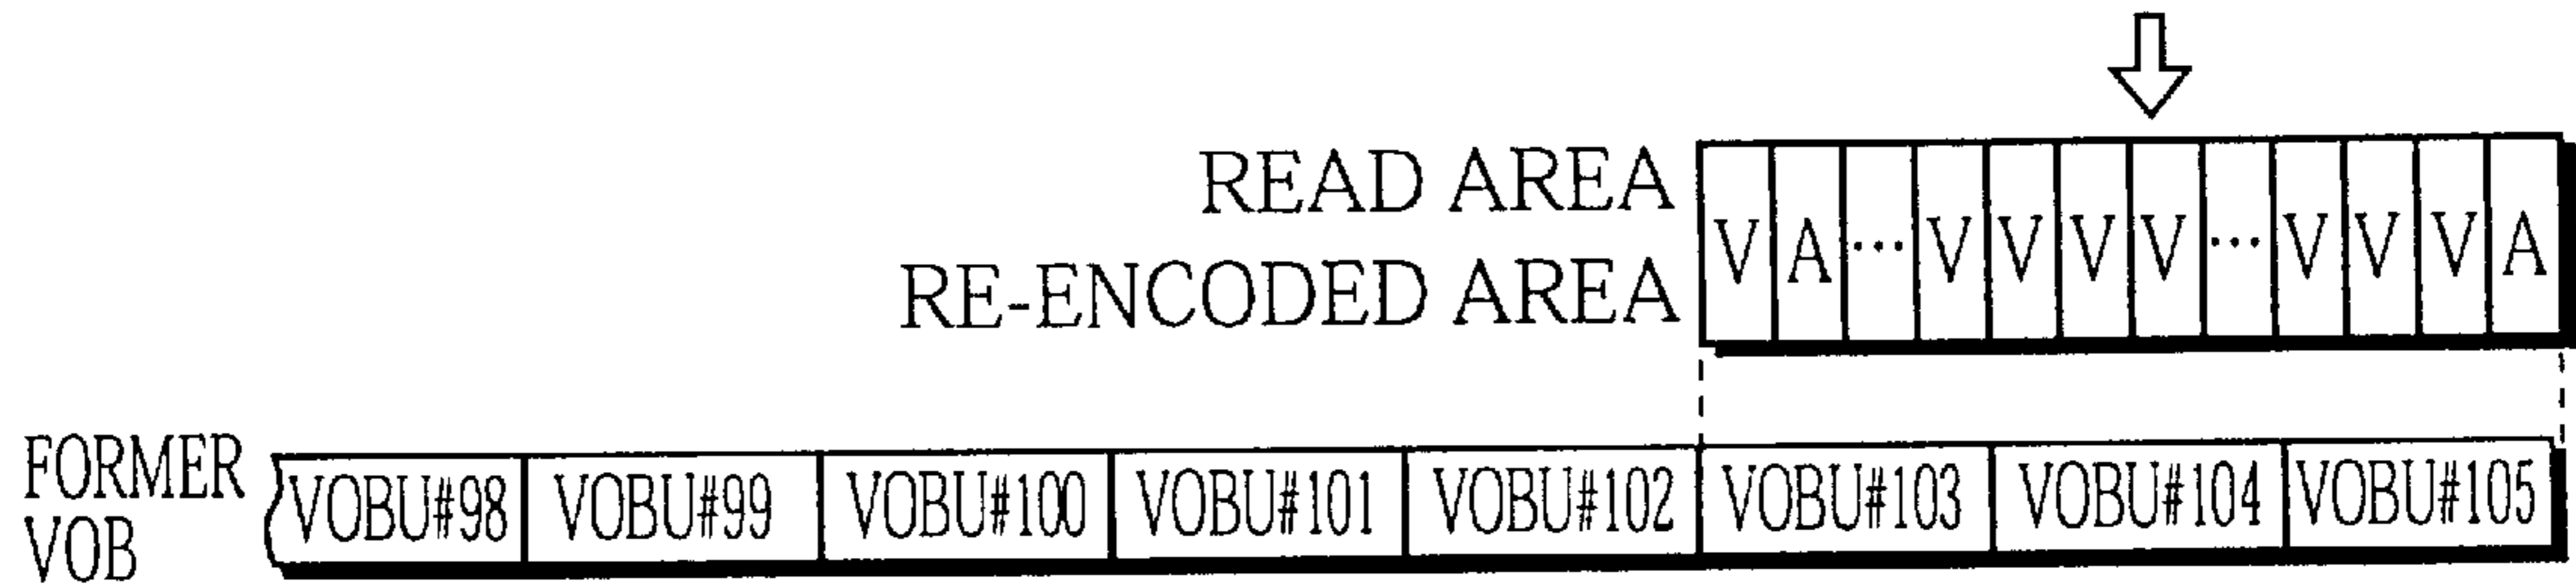 READ AREA
RE-ENCODED AREA
V A ... V V V V ... V V V A
FORMER
VOB
VOBU#98 VOBU#99 VOBU#100 VOBU#101 VOBU#102 VOBU#103 VOBU#104 VOBU#105